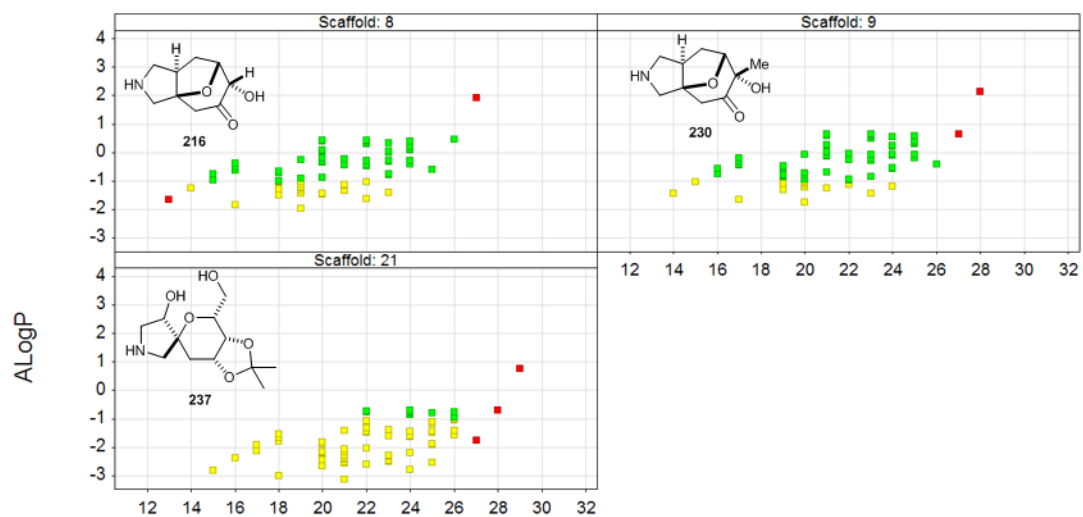 Scaffold: 8
Scaffold: 9
4
3
2
1
0
-1
-2
-3
H
H
HN
O
OH
O
216
H
Me
HN
O
OH
O
230
12 14 16 18 20 22 24 26 28 30 32
Scaffold: 21
4
3
2
1
0
-1
-2
-3
HO
OH
O
HN
O
O
237
12 14 16 18 20 22 24 26 28 30 32
ALogP